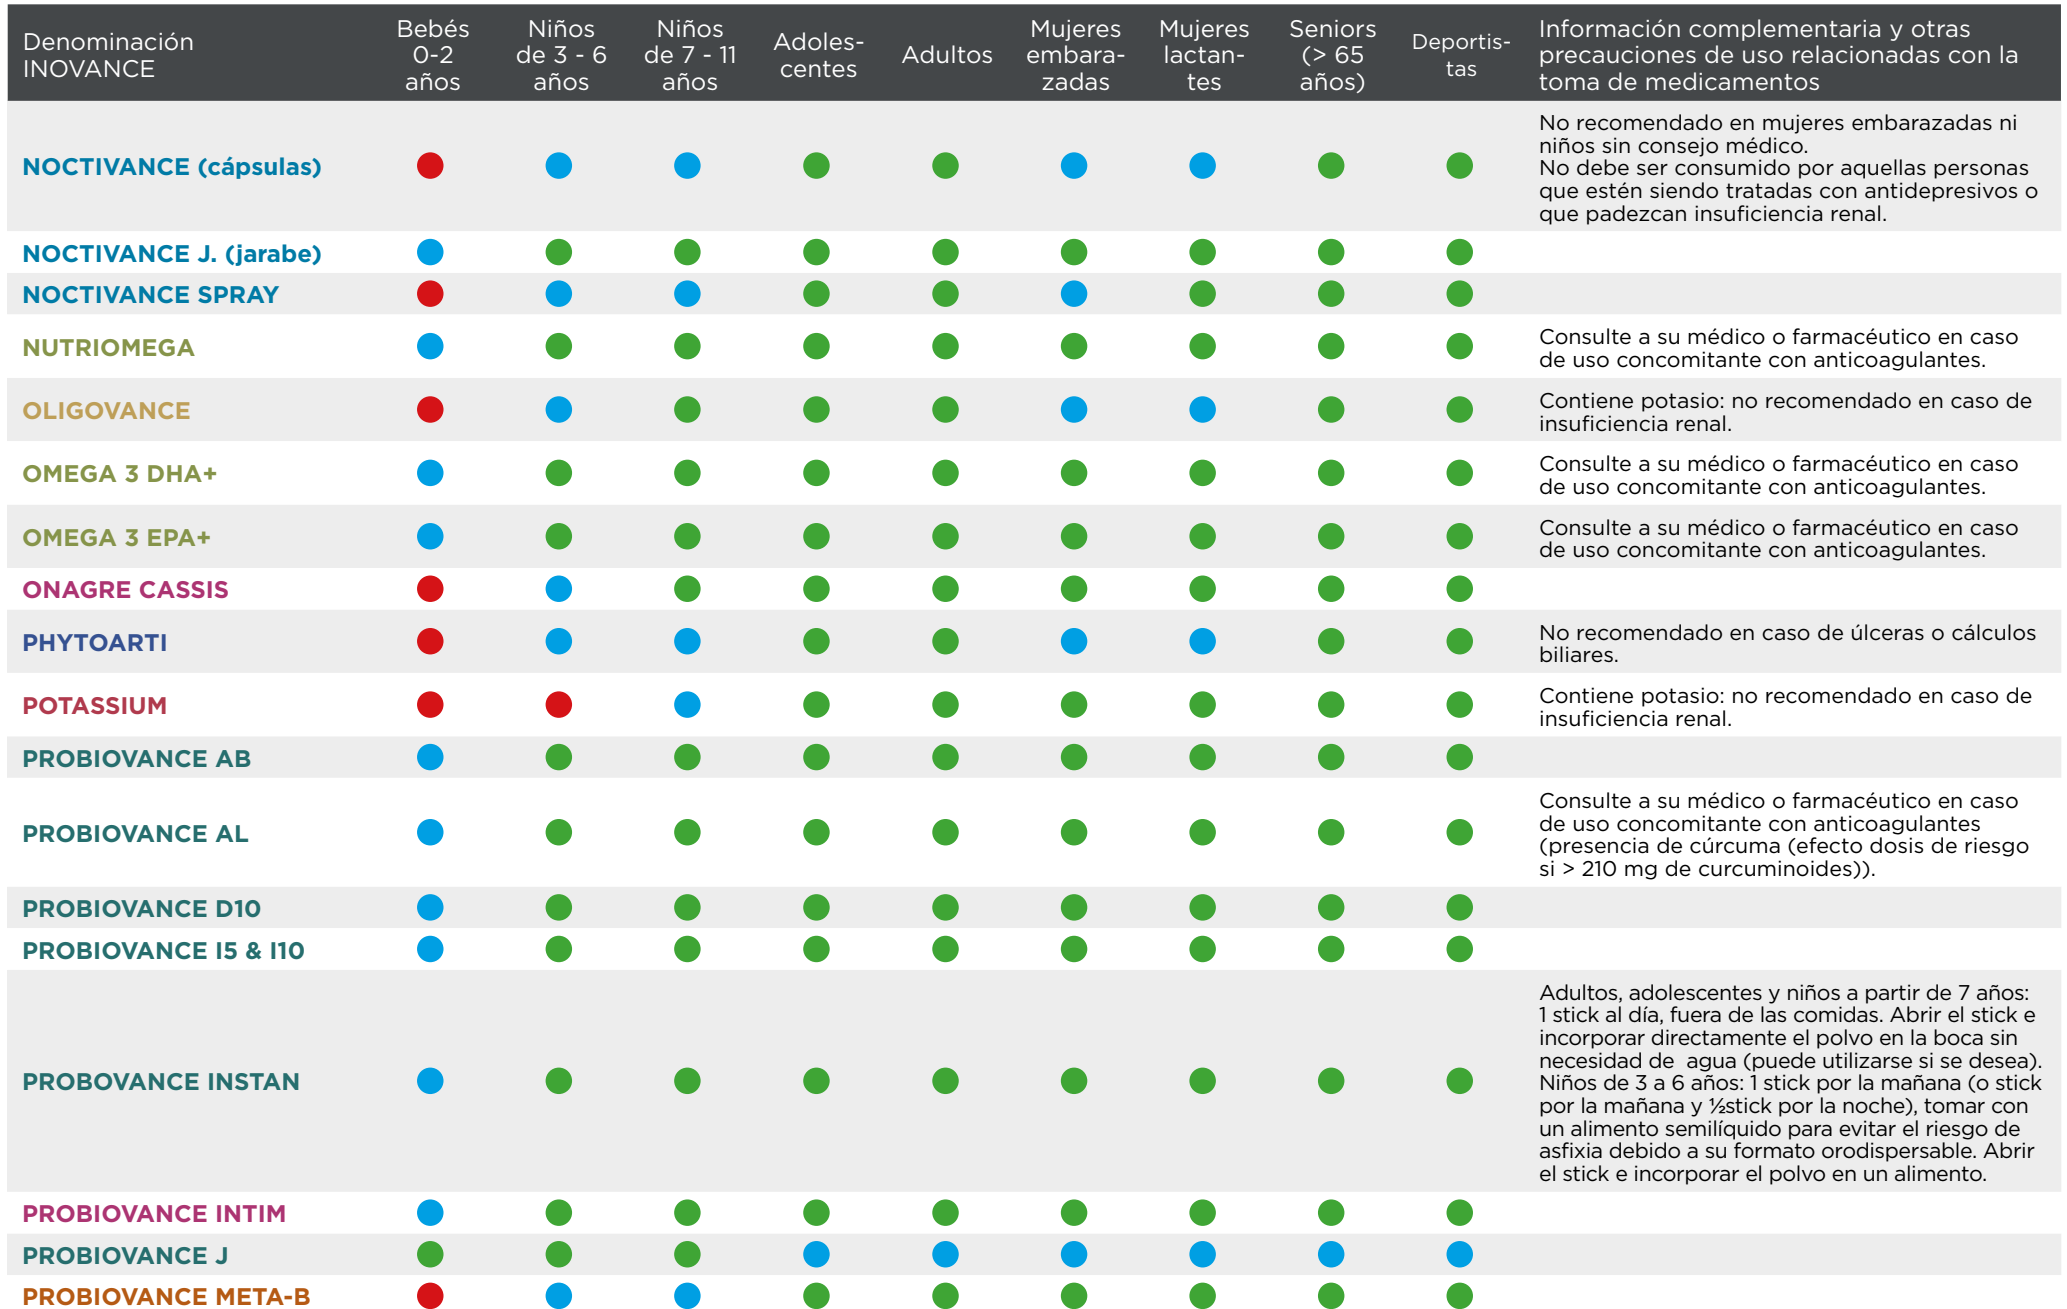 Denominación
INOVANCE
Bebés
0-2
años
Niños
de 3 - 6
años
Niños
de 7 - 11
años
Adoles-
centes
Adultos
Mujeres
embara-
zadas
Mujeres
lactan-
tes
Seniors
(> 65
años)
Deportis-
tas
Información complementaria y otras
precauciones de uso relacionadas con la
toma de medicamentos
NOCTIVANCE (cápsulas)
No recomendado en mujeres embarazadas ni
niños sin consejo médico.
No debe ser consumido por aquellas personas
que estén siendo tratadas con antidepresivos o
que padezcan insuficiencia renal.
NOCTIVANCE J. (jarabe)
NOCTIVANCE SPRAY
NUTRIOMEGA
Consulte a su médico o farmacéutico en caso
de uso concomitante con anticoagulantes.
OLIGOVANCE
Contiene potasio: no recomendado en caso de
insuficiencia renal.
OMEGA 3 DHA+
Consulte a su médico o farmacéutico en caso
de uso concomitante con anticoagulantes.
OMEGA 3 EPA+
Consulte a su médico o farmacéutico en caso
de uso concomitante con anticoagulantes.
ONAGRE CASSIS
PHYTOARTI
No recomendado en caso de úlceras o cálculos
biliares.
POTASSIUM
Contiene potasio: no recomendado en caso de
insuficiencia renal.
PROBIOVANCE AB
PROBIOVANCE AL
Consulte a su médico o farmacéutico en caso
de uso concomitante con anticoagulantes
(presencia de cúrcuma (efecto dosis de riesgo
si > 210 mg de curcuminoides)).
PROBIOVANCE D10
PROBIOVANCE I5 & I10
PROBOVANCE INSTAN
Adultos, adolescentes y niños a partir de 7 años:
1 stick al día, fuera de las comidas. Abrir el stick e
incorporar directamente el polvo en la boca sin
necesidad de  agua (puede utilizarse si se desea).
Niños de 3 a 6 años: 1 stick por la mañana (o stick
por la mañana y ½stick por la noche), tomar con
un alimento semilíquido para evitar el riesgo de
asfixia debido a su formato orodispersable. Abrir
el stick e incorporar el polvo en un alimento.
PROBIOVANCE INTIM
PROBIOVANCE J
PROBIOVANCE META-B